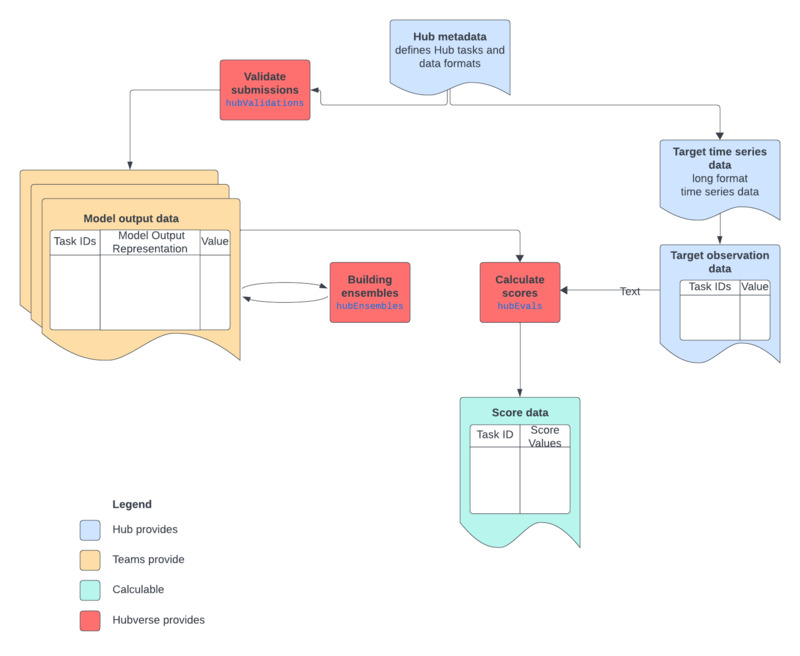 Hub metadata
defines Hub tasks and
data formats
Validate
submissions
hubValidations
Target time series
data
long format
time series data
Model output data
Task IDs
Model Output
Representation
Value
Building
ensembles
hubEnsembles
Calculate
scores
hubEvals
Text
Target observation
data
Task IDs
Value
Score data
Task ID
Score
Values
Legend
Hub provides
Teams provide
Calculable
Hubverse provides